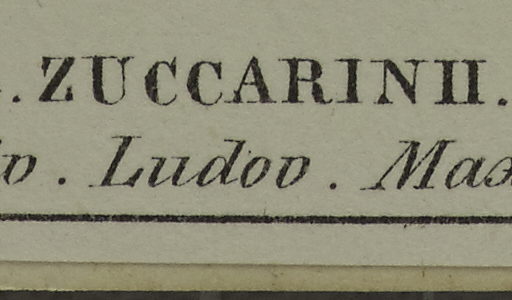 . ZUCCARINII.
. Ludov. Max